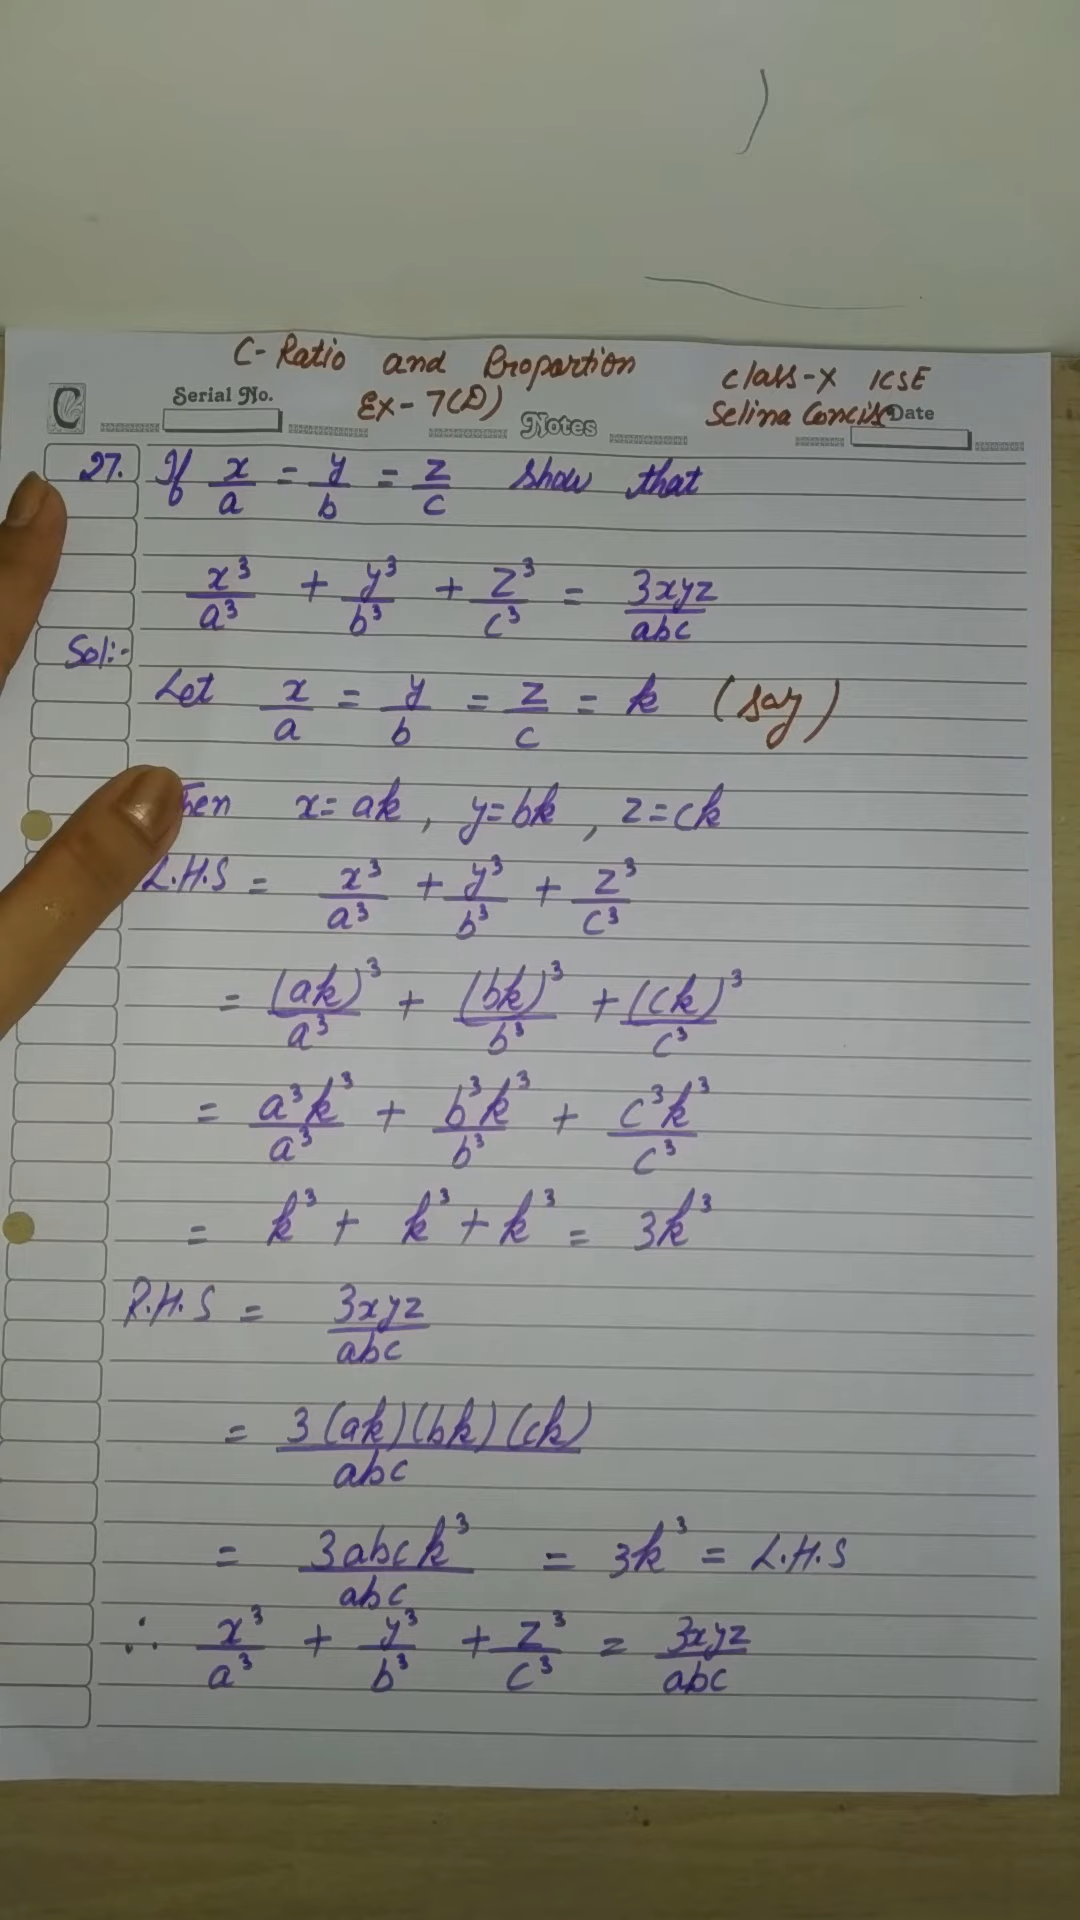 C- Ratio and Proportion
Class-X ICSE
Serial No.
EX-7(D)
Notes
Selina Concise
Date
C
27. If x/a = y/b = z/c show that
x³/a³ + y³/b³ + z³/c³ = 3xyz/abc
Sol:-
Let x/a = y/b = z/c = k (say)
Then x=ak, y=bk, z=ck
L.H.S = x³/a³ + y³/b³ + z³/c³
= (ak)³/a³ + (bk)³/b³ + (ck)³/c³
= a³k³/a³ + b³k³/b³ + c³k³/c³
= k³ + k³ + k³ = 3k³
R.H.S = 3xyz/abc
= 3(ak)(bk)(ck)/abc
= 3abck³/abc = 3k³ = L.H.S
∴ x³/a³ + y³/b³ + z³/c³ = 3xyz/abc